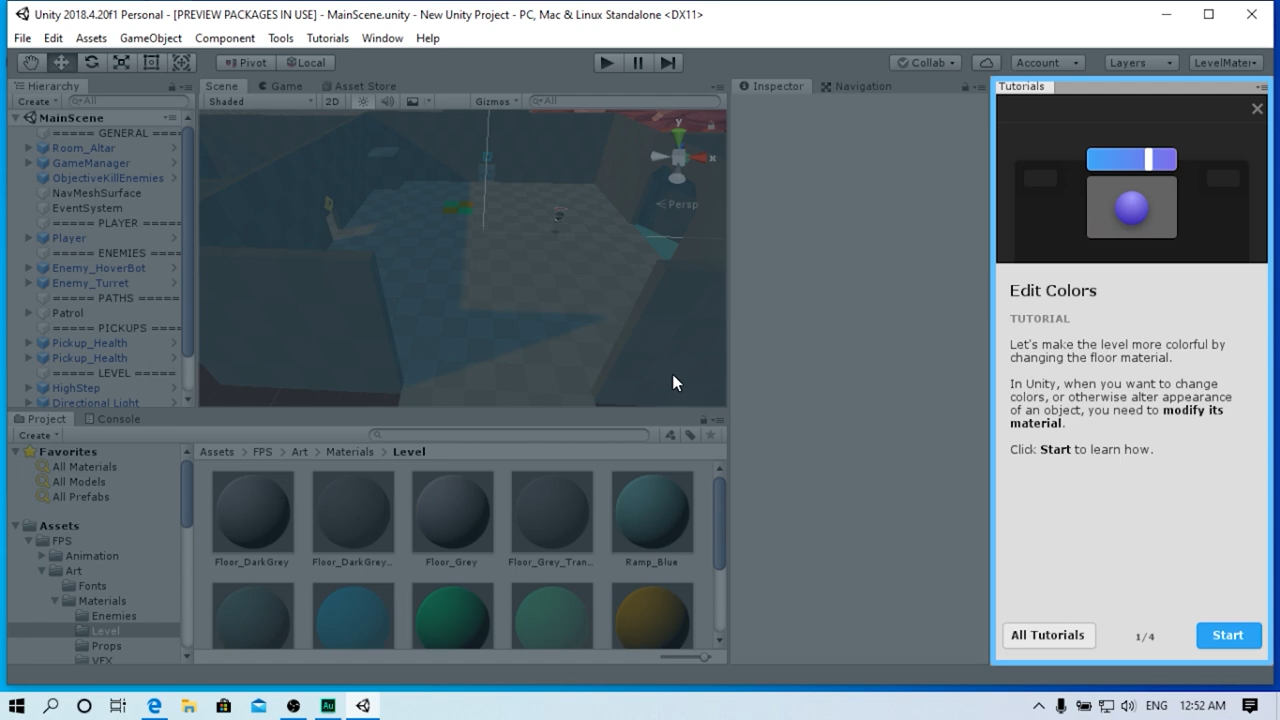 Unity 2018.4.20f1 Personal - [PREVIEW PACKAGES IN USE] - MainScene.unity - New Unity Project - PC, Mac & Linux Standalone <DX11>
File Edit Assets GameObject Component Tools Tutorials Window Help
Pivot Local Collab Account Layers LevelMater
Hierarchy
Create All
MainScene
===== GENERAL ====
Room_Altar
GameManager
ObjectiveKillEnemies
NavMeshSurface
EventSystem
===== PLAYER ====
Player
===== ENEMIES ====
Enemy_HoverBot
Enemy_Turret
===== PATHS =====
Patrol
===== PICKUPS ====
Pickup_Health
Pickup_Health
===== LEVEL =====
HighStep
Directional Light
Scene Game Asset Store
Shaded 2D Gizmos All
y
x
Persp
Inspector Navigation
Project Console
Create
Favorites
All Materials
All Models
All Prefabs
Assets
FPS
Animation
Art
Fonts
Materials
Enemies
Level
Props
VFX
Assets > FPS > Art > Materials > Level
Floor_DarkGrey Floor_DarkGrey... Floor_Grey Floor_Grey_Tran... Ramp_Blue
Tutorials
Edit Colors
TUTORIAL
Let's make the level more colorful by
changing the floor material.
In Unity, when you want to change
colors, or otherwise alter appearance
of an object, you need to modify its
material.
Click Start to learn how.
All Tutorials 1/4 Start
Au ENG 12:52 AM